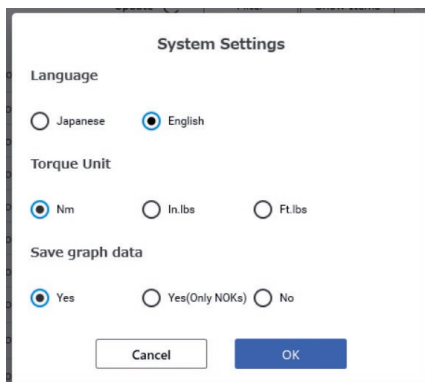 System Settings
Language
Japanese English
Torque Unit
Nm In.lbs Ft.lbs
Save graph data
Yes Yes(Only NOKs) No
Cancel OK